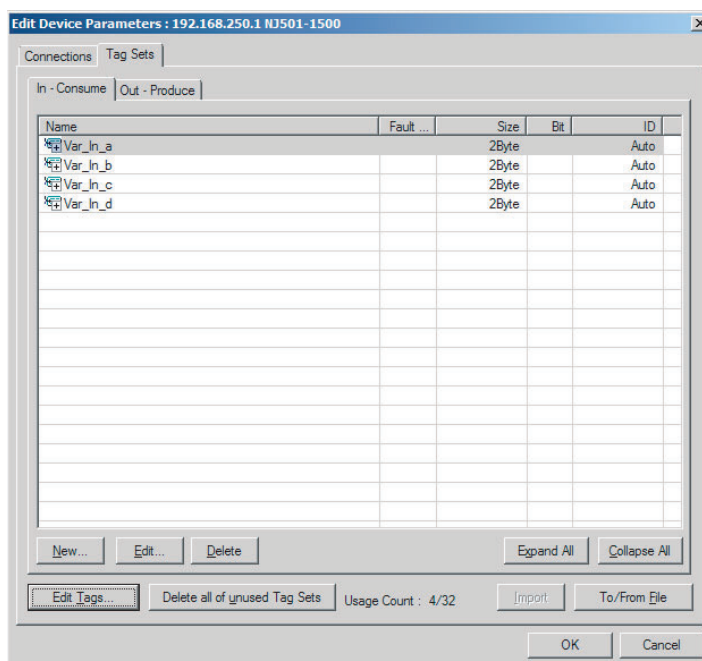 Edit Device Parameters : 192.168.250.1 NJ501-1500
Connections Tag Sets
In - Consume Out - Produce
Name Fault ... Size Bit ID
Var_In_a 2Byte Auto
Var_In_b 2Byte Auto
Var_In_c 2Byte Auto
Var_In_d 2Byte Auto
New... Edit... Delete Expand All Collapse All
Edit Tags... Delete all of unused Tag Sets Usage Count : 4/32 Import To/From File
OK Cancel